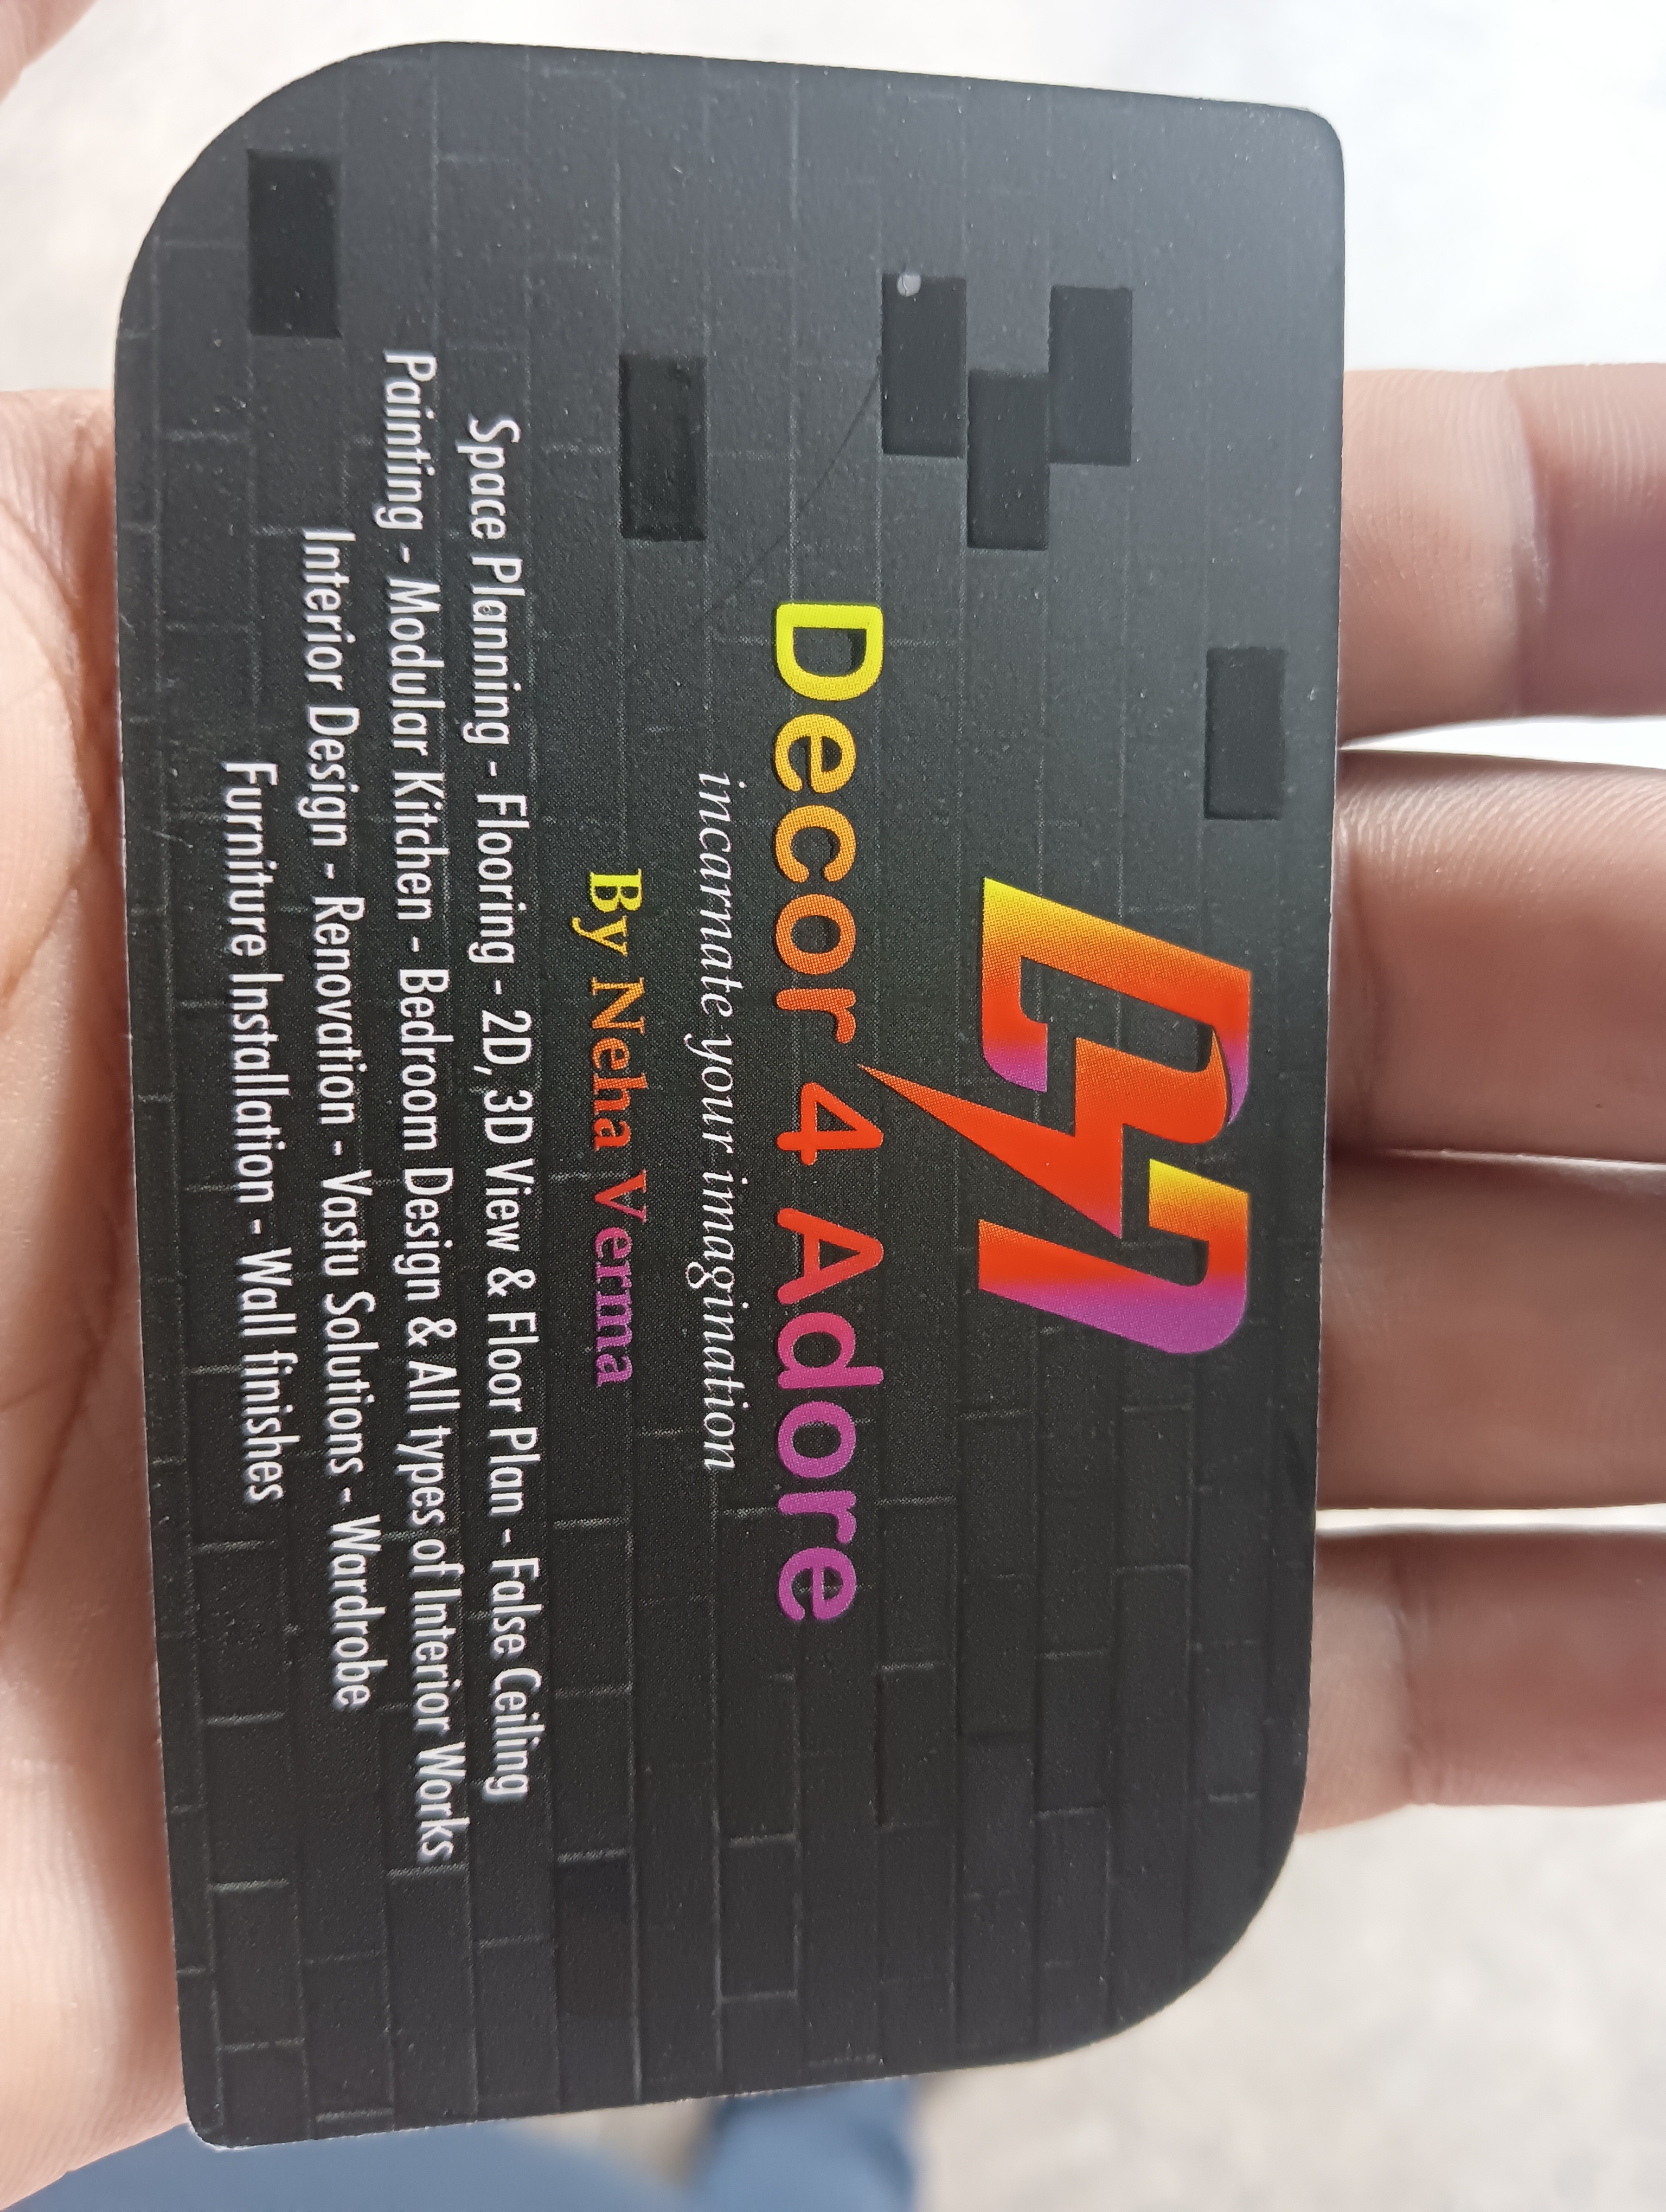 Decor 4 Adore
incarnate your imagination
By Neha Verma
Space Planning - Flooring - 2D, 3D View & Floor Plan - False Ceiling
Painting - Modular Kitchen - Bedroom Design & All types of Interior Works
Interior Design - Renovation - Vastu Solutions - Wardrobe
Furniture Installation - Wall finishes